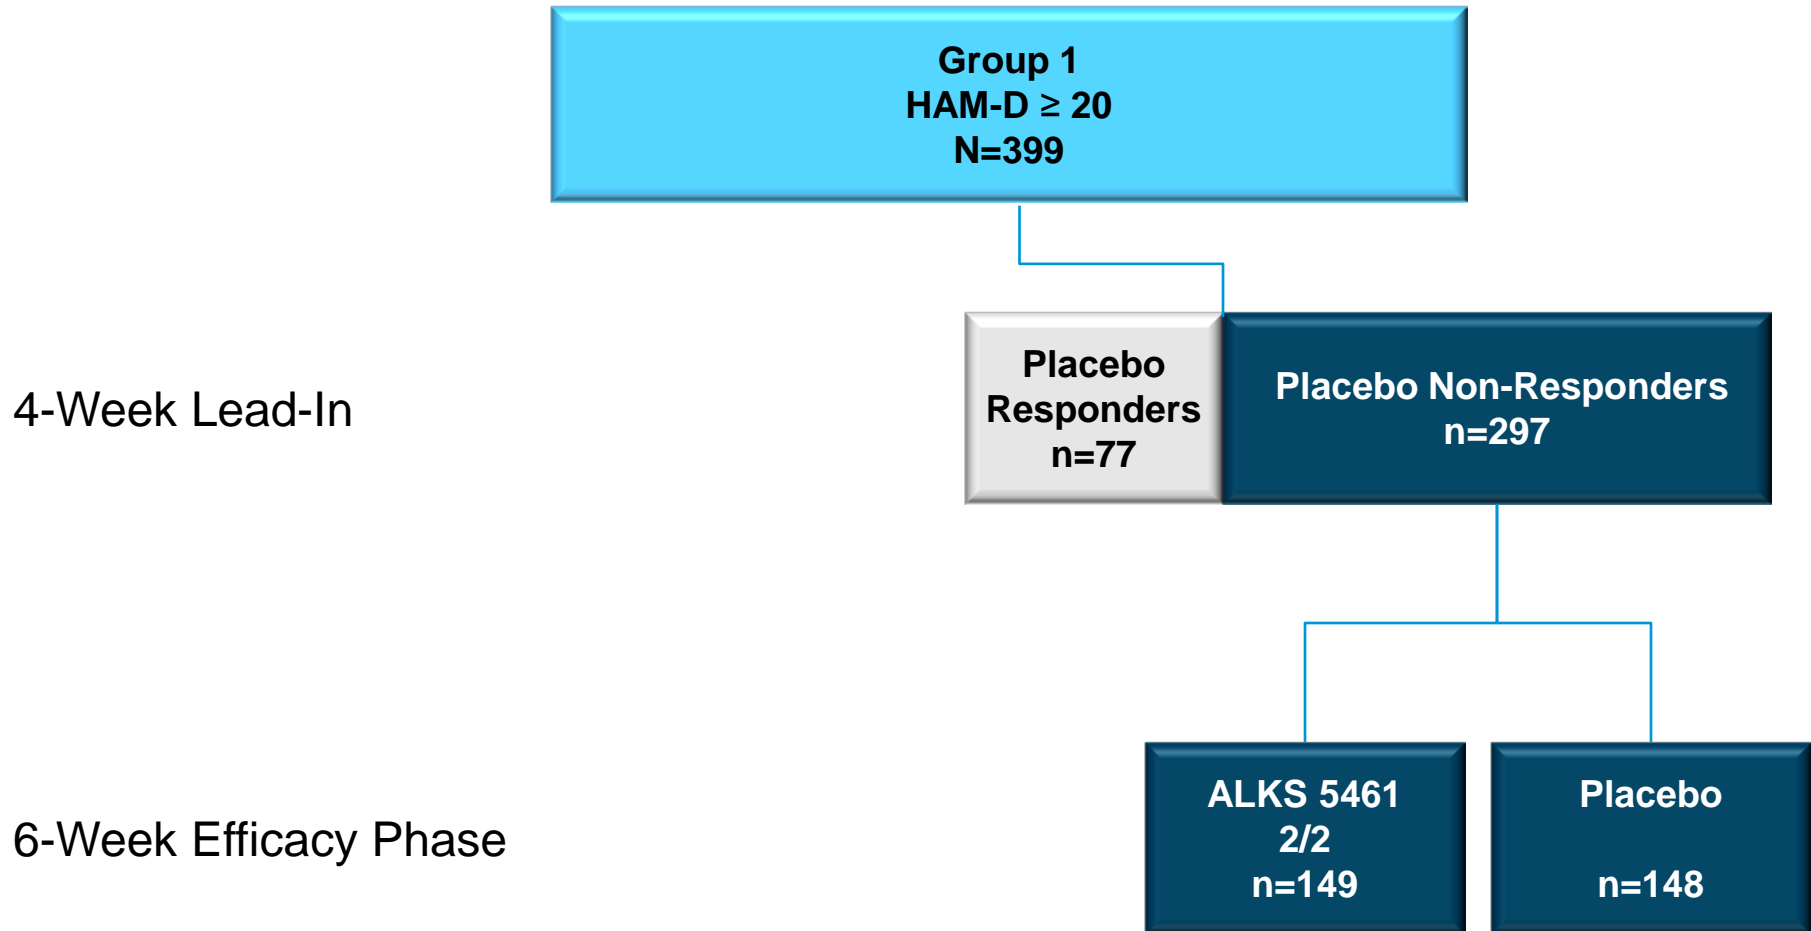 Group 1
HAM-D ≥ 20
N=399
4-Week Lead-In
Placebo
Responders
n=77
Placebo Non-Responders
n=297
6-Week Efficacy Phase
ALKS 5461
2/2
n=149
Placebo
n=148